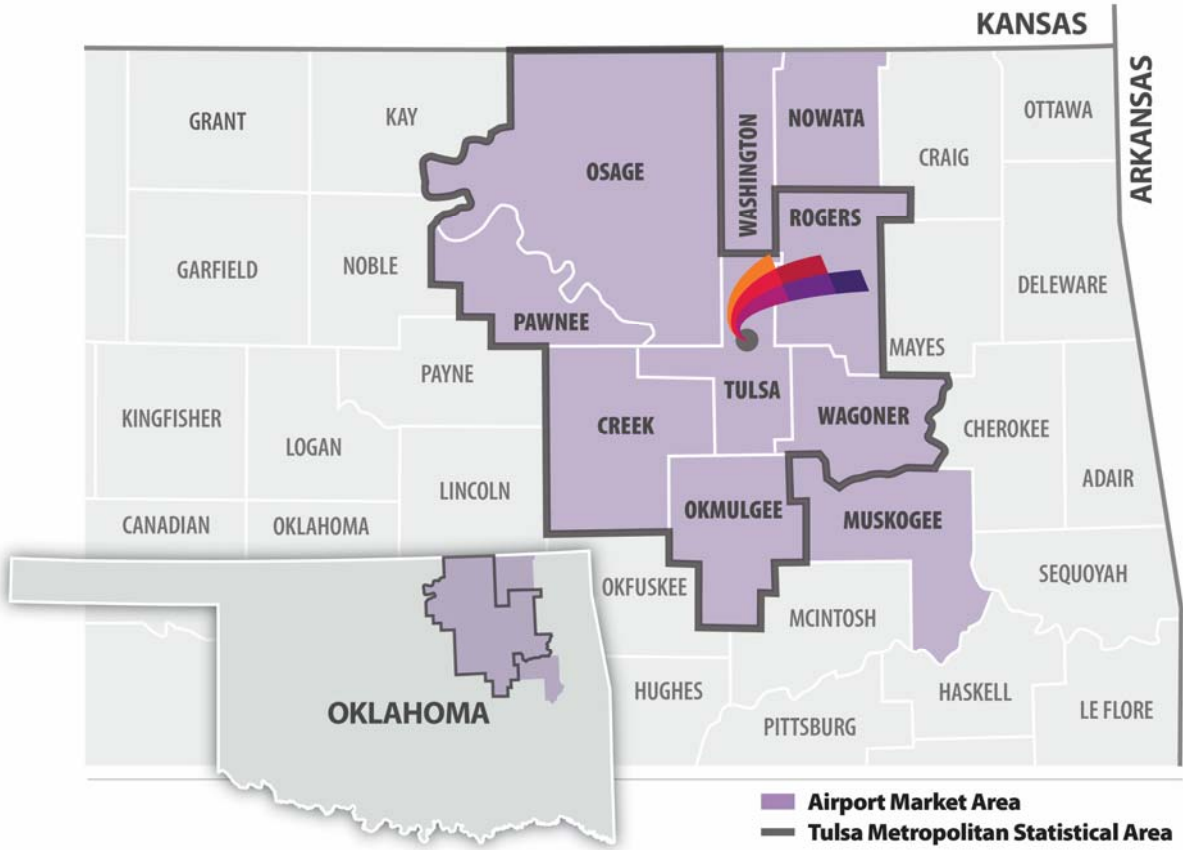 KANSAS
ARKANSAS
GRANT
KAY
OSAGE
WASHINGTON
NOWATA
CRAIG
OTTAWA
ROGERS
GARFIELD
NOBLE
DELEWARE
PAWNEE
MAYES
PAYNE
TULSA
KINGFISHER
LOGAN
CREEK
WAGONER
CHEROKEE
ADAIR
LINCOLN
OKMULGEE
MUSKOGEE
CANADIAN
OKLAHOMA
OKFUSKEE
SEQUOYAH
MCINTOSH
HUGHES
HASKELL
OKLAHOMA
PITTSBURG
LE FLORE
Airport Market Area
Tulsa Metropolitan Statistical Area